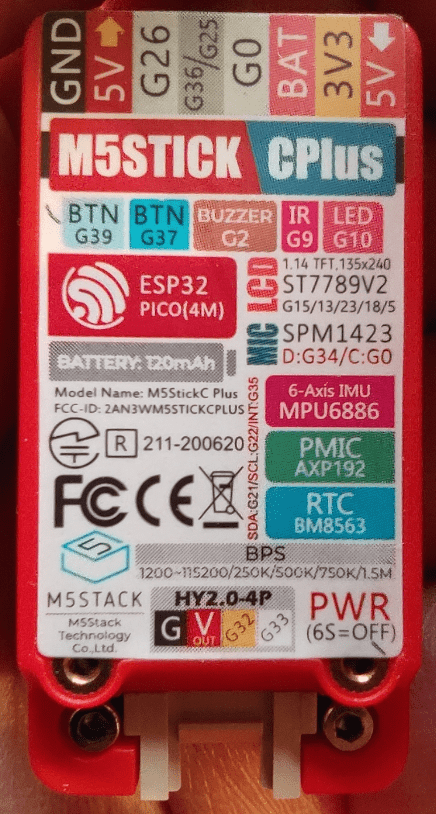 GND 5V G26 G36/G25 G0 BAT 3V3 5V
M5STICK CPlus
BTN G39 BTN G37 BUZZER G2 IR G9 LED G10
ESP32
PICO(4M)
LCD
1.14 TFT,135x240
ST7789V2
G15/13/23/18/5
MIC
SPM1423
D:G34/C:G0
BATTERY: 120mAh
Model Name: M5StickC Plus
FCC-ID: 2AN3WM5STICKCPLUS
R 211-200620
FC CE
SDA:G21/SCL:G22/INT:G35
6-Axis IMU
MPU6886
PMIC
AXP192
RTC
BM8563
BPS
1200~115200/250K/500K/750K/1.5M
5
M5STACK
M5Stack
Technology
Co.,Ltd.
HY2.0-4P
G V OUT G32 G33
PWR
(6S=OFF)